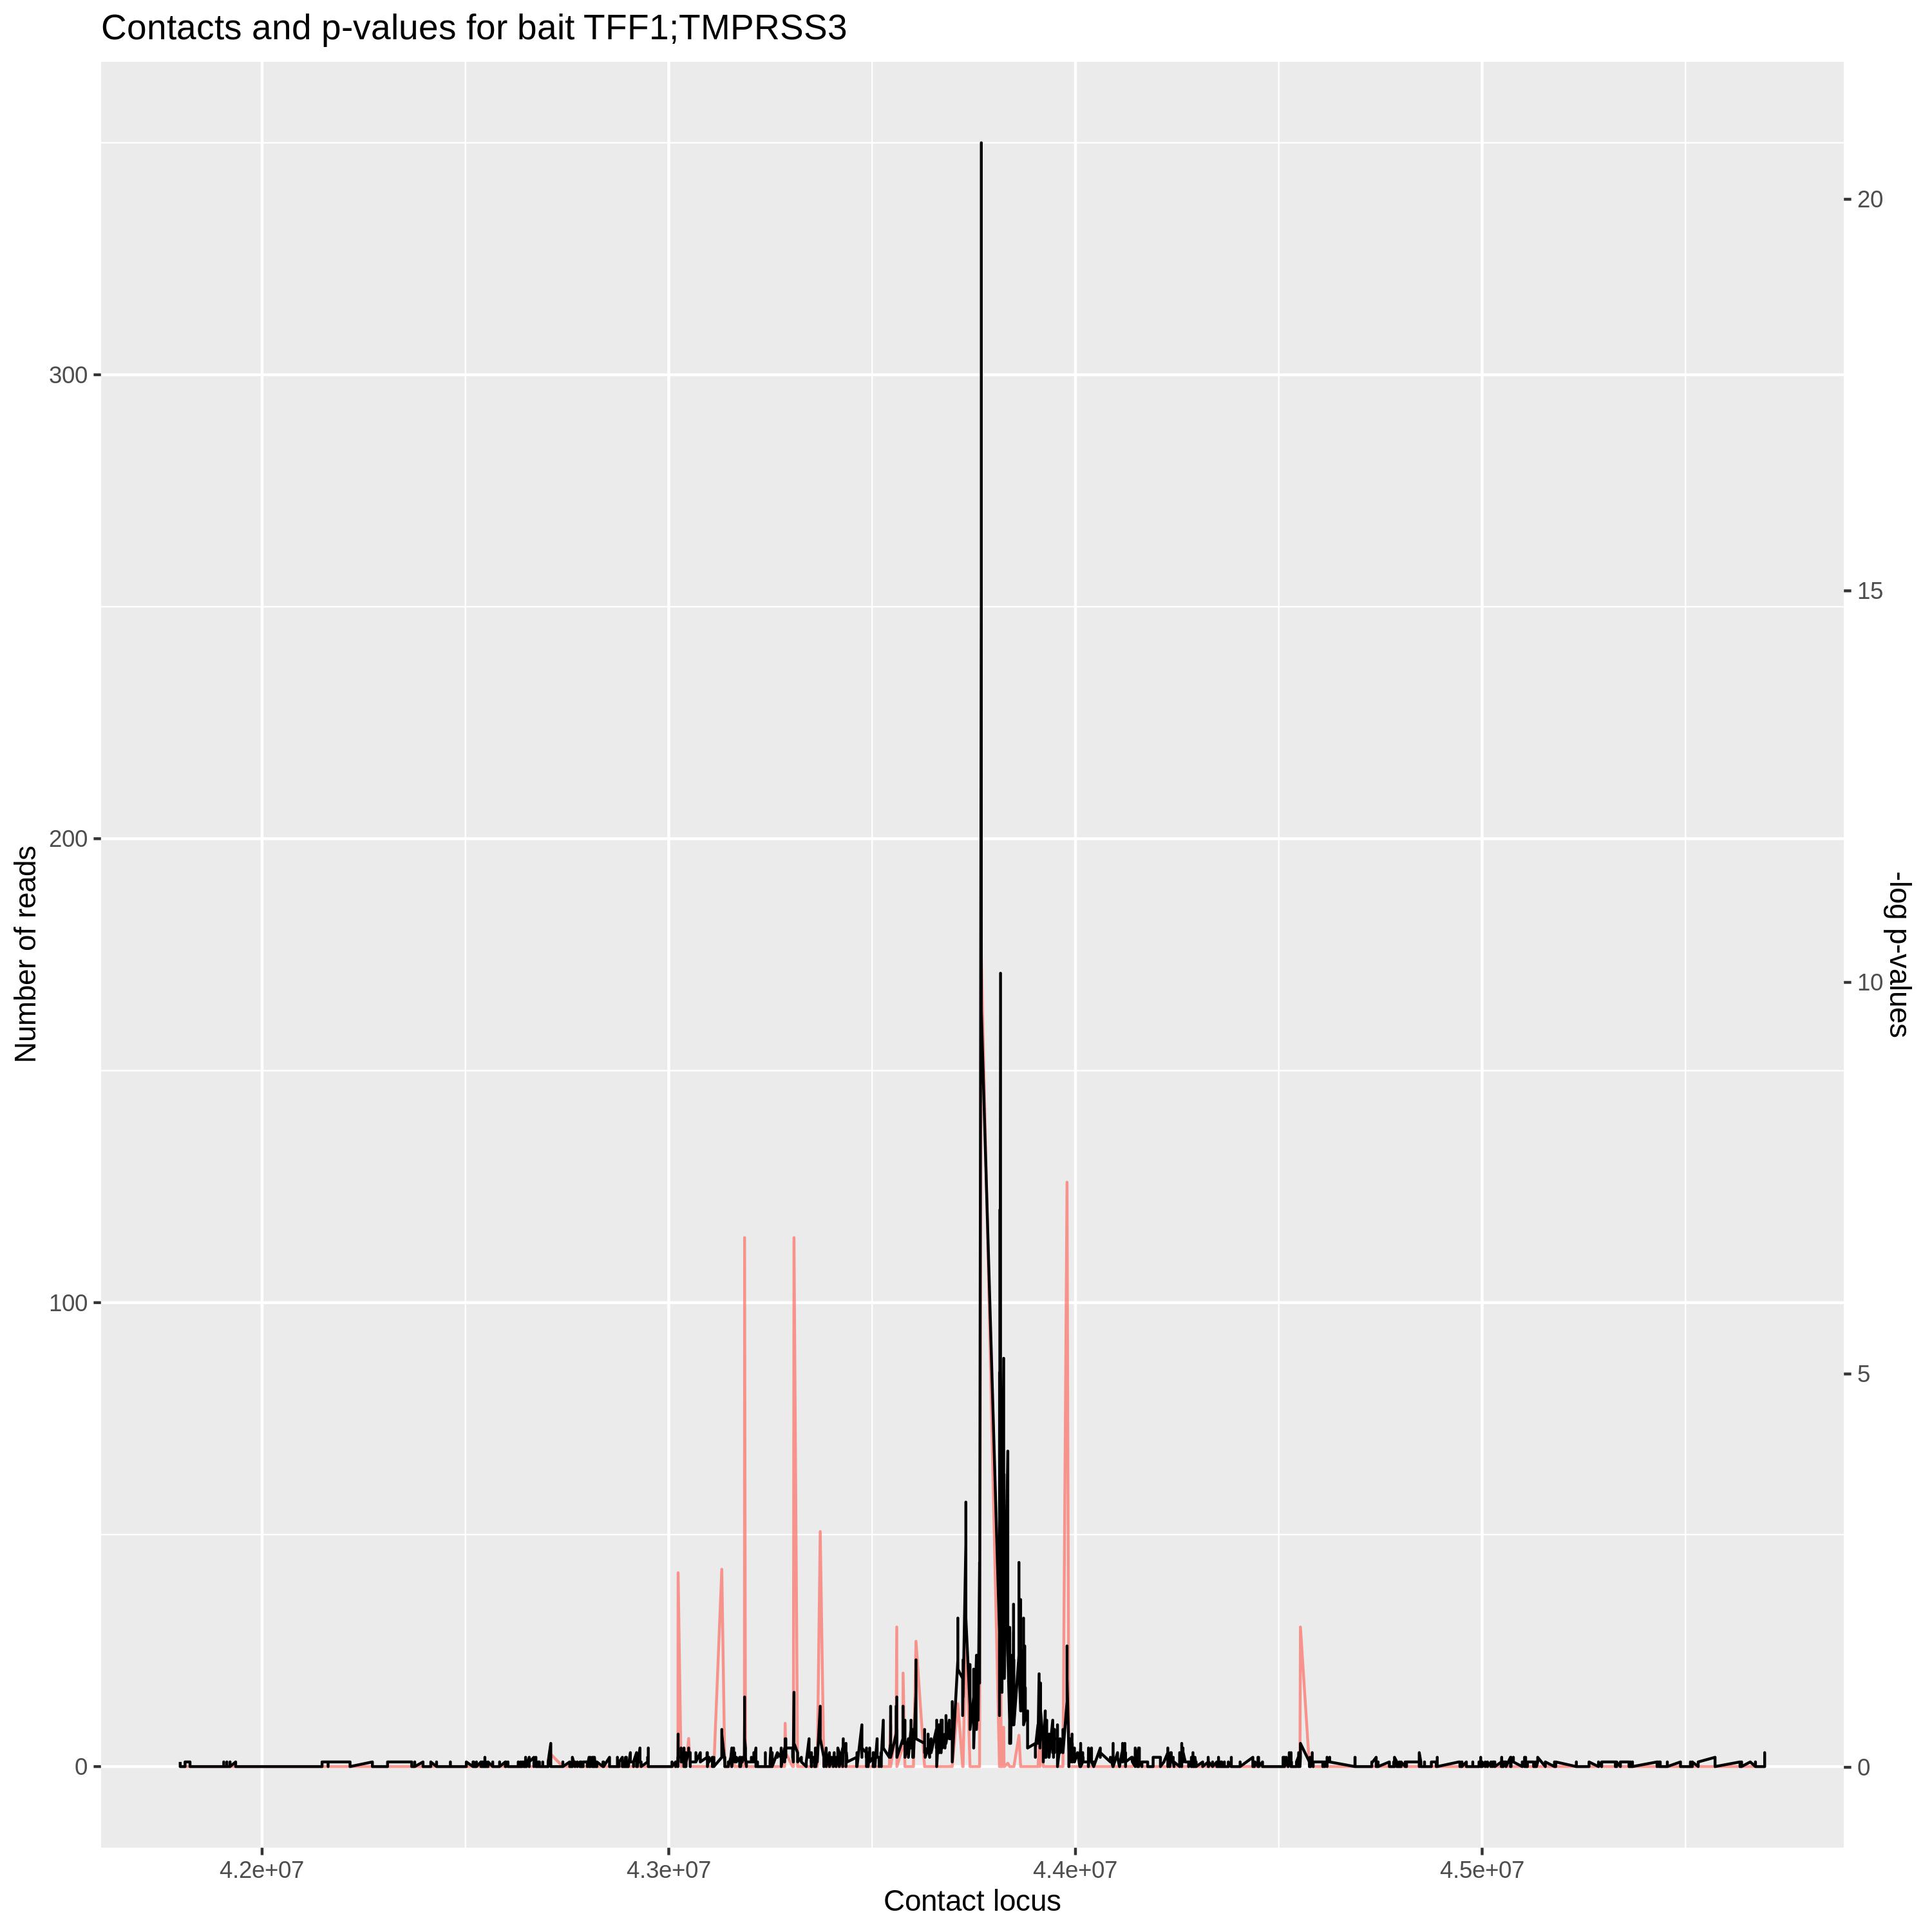 Contacts and p-values for bait TFF1;TMPRSS3
300
200
100
0
20
15
10
5
0
Number of reads
-log p-values
4.2e+07 4.3e+07 4.4e+07 4.5e+07
Contact locus